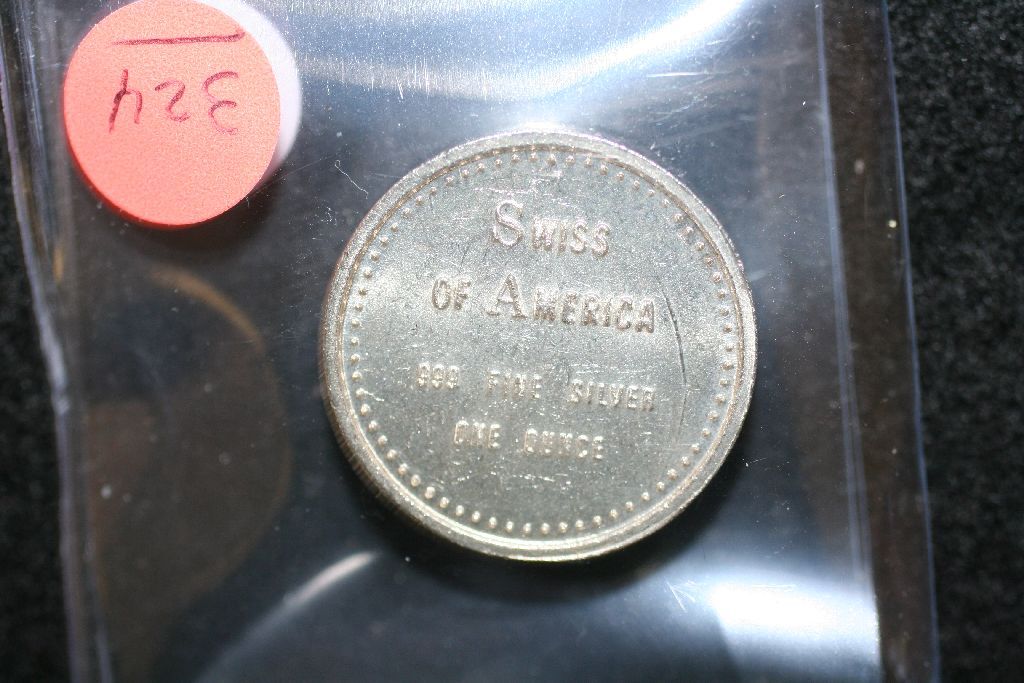 324
Swiss
OF AMERICA
999 FINE SILVER
ONE OUNCE